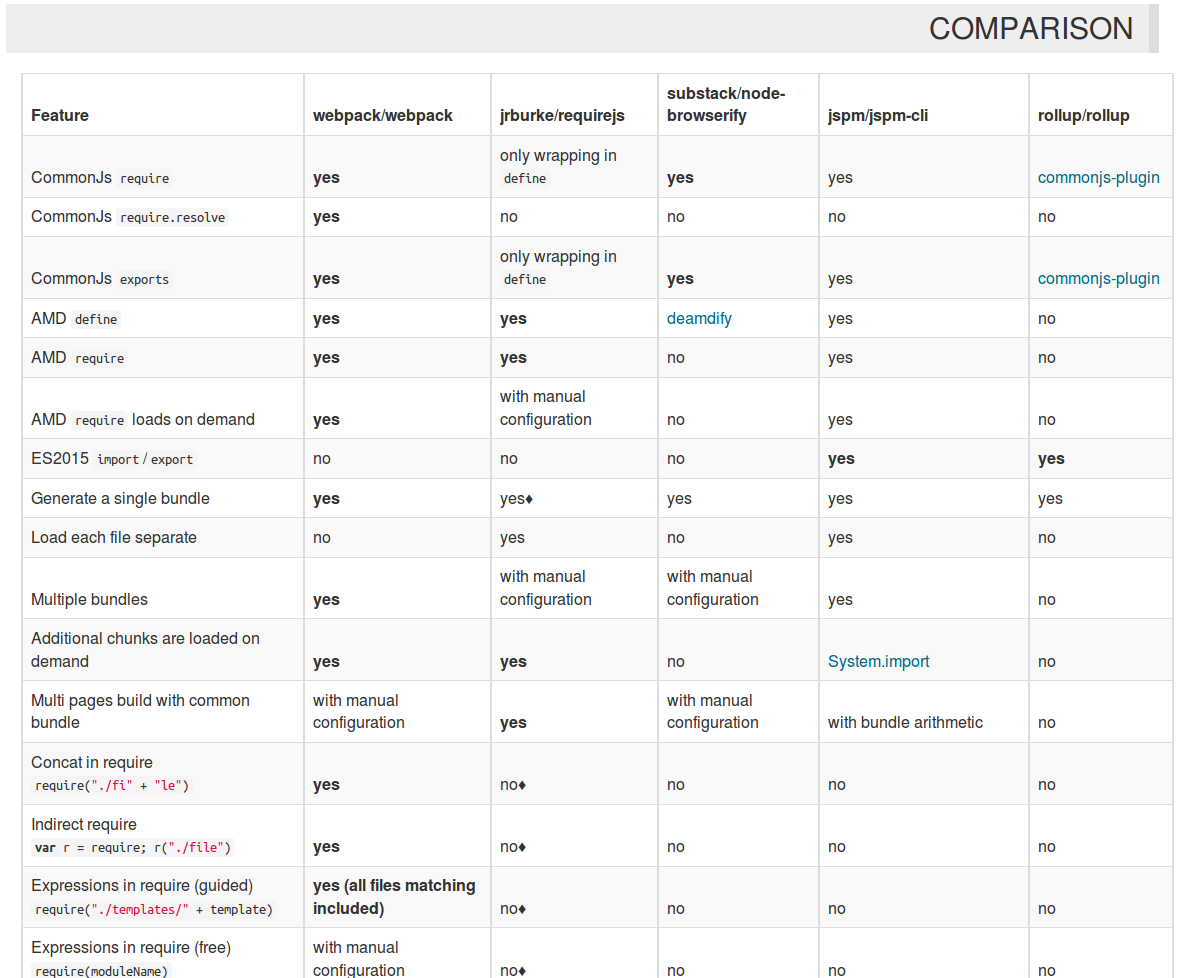 COMPARISON
Feature webpack/webpack jrburke/requirejs substack/node-browserify jspm/jspm-cli rollup/rollup
CommonJs require yes only wrapping in define yes yes commonjs-plugin
CommonJs require.resolve yes no no no no
CommonJs exports yes only wrapping in define yes yes commonjs-plugin
AMD define yes yes deamdify yes no
AMD require yes yes no yes no
AMD require loads on demand yes with manual configuration no yes no
ES2015 import / export no no no yes yes
Generate a single bundle yes yes♦ yes yes yes
Load each file separate no yes no yes no
Multiple bundles yes with manual configuration with manual configuration yes no
Additional chunks are loaded on demand yes yes no System.import no
Multi pages build with common bundle with manual configuration yes with manual configuration with bundle arithmetic no
Concat in require require("./fi" + "le") yes no♦ no no no
Indirect require var r = require; r("./file") yes no♦ no no no
Expressions in require (guided) require("./templates/" + template) yes (all files matching included) no♦ no no no
Expressions in require (free) require(moduleName) with manual configuration no♦ no no no